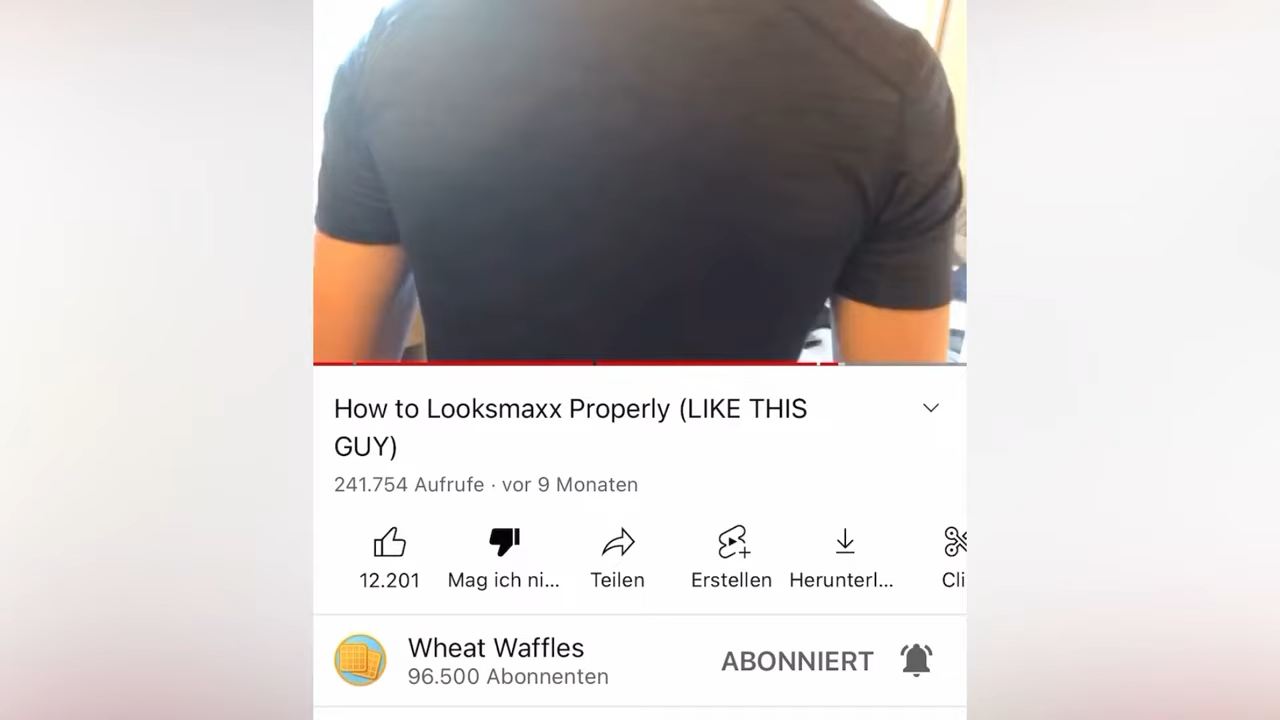 How to Looksmaxx Properly (LIKE THIS
GUY)
241.754 Aufrufe · vor 9 Monaten
12.201 Mag ich ni... Teilen Erstellen Herunterl... Cli
Wheat Waffles
ABONNIERT
96.500 Abonnenten